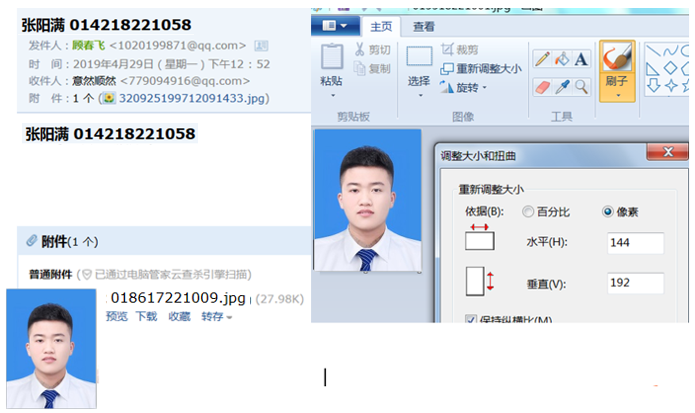 张阳满 014218221058
发件人：顾春飞 <1020199871@qq.com>
时 间：2019年4月29日（星期一）下午12：52
收件人：意然顺然 <779094916@qq.com>
附 件：1 个 (320925199712091433.jpg)
张阳满 014218221058
附件(1 个)
普通附件 (已通过电脑管家云查杀引擎扫描)
018617221009.jpg (27.98K)
预览 下载 收藏 转存
主页 查看
粘贴
剪切
复制
剪贴板
选择
裁剪
重新调整大小
旋转
图像
A
工具
刷子
调整大小和扭曲
重新调整大小
依据(B): 百分比 像素
水平(H): 144
垂直(V): 192
保持纵横比(M)